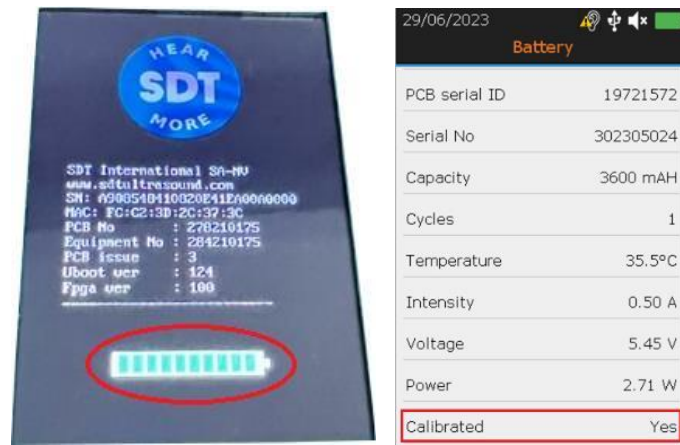 HEAR
SDT
MORE
SDT International SA-NV
www.sdtultrasound.com
SN: A908548410820E41EA00A0000
MAC: FC:C2:3D:2C:37:3C
PCB No : 278210175
Equipment No : 284210175
PCB issue : 3
Uboot ver : 124
Fpga ver : 100
29/06/2023
Battery
PCB serial ID 19721572
Serial No 302305024
Capacity 3600 mAH
Cycles 1
Temperature 35.5°C
Intensity 0.50 A
Voltage 5.45 V
Power 2.71 W
Calibrated Yes